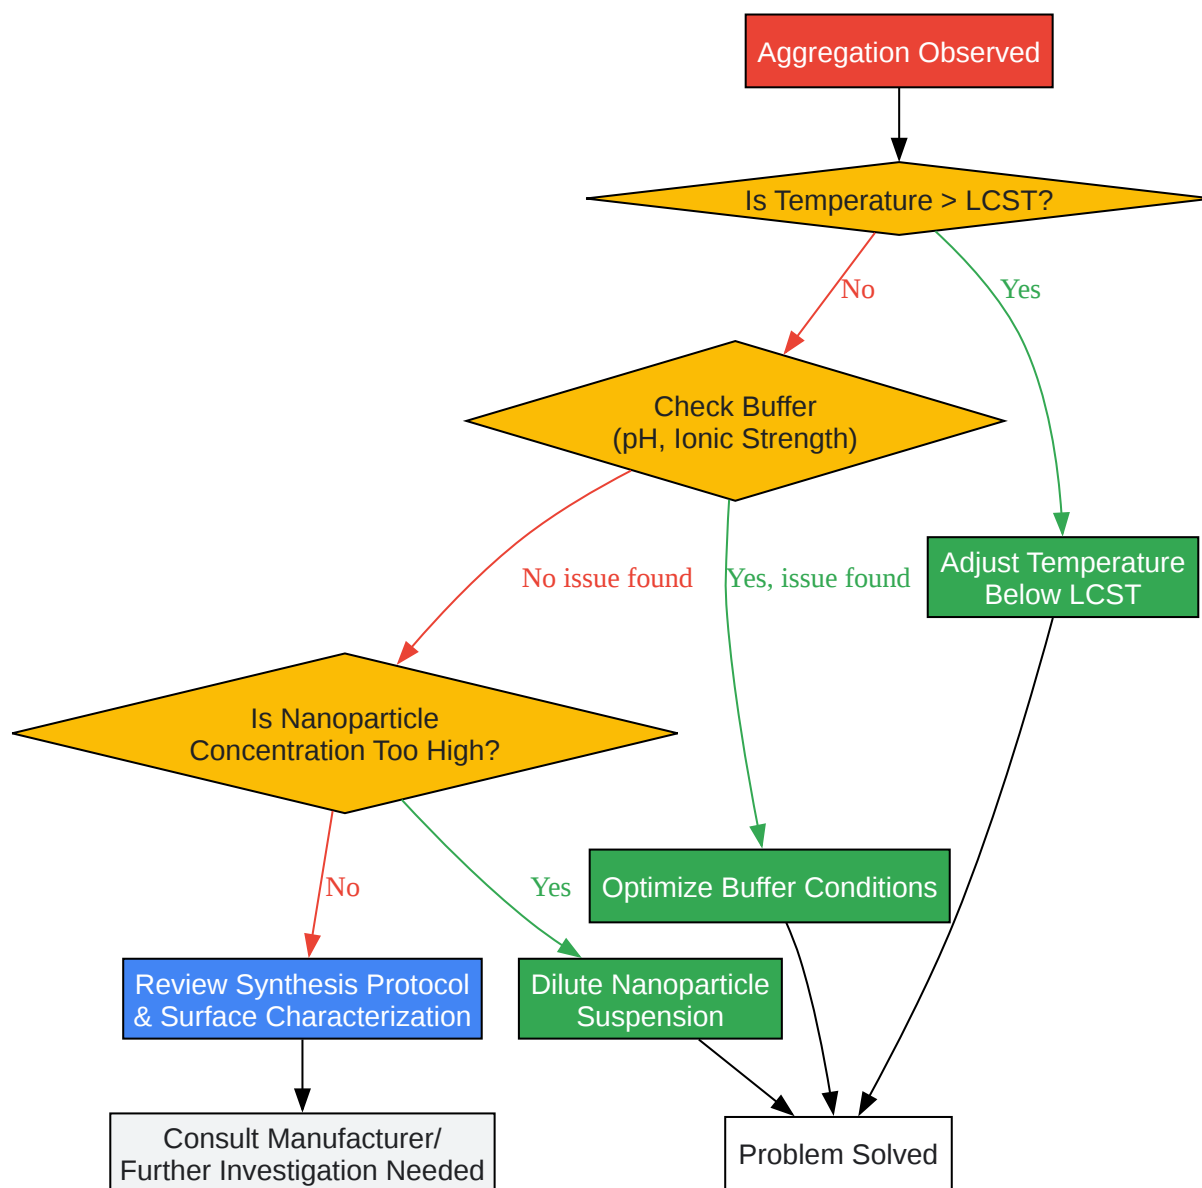 Aggregation Observed
Is Temperature > LCST?
No
Yes
Check Buffer
(pH, Ionic Strength)
No issue found
Yes, issue found
Adjust Temperature
Below LCST
Is Nanoparticle
Concentration Too High?
No
Yes
Optimize Buffer Conditions
Review Synthesis Protocol
& Surface Characterization
Dilute Nanoparticle
Suspension
Consult Manufacturer/
Further Investigation Needed
Problem Solved